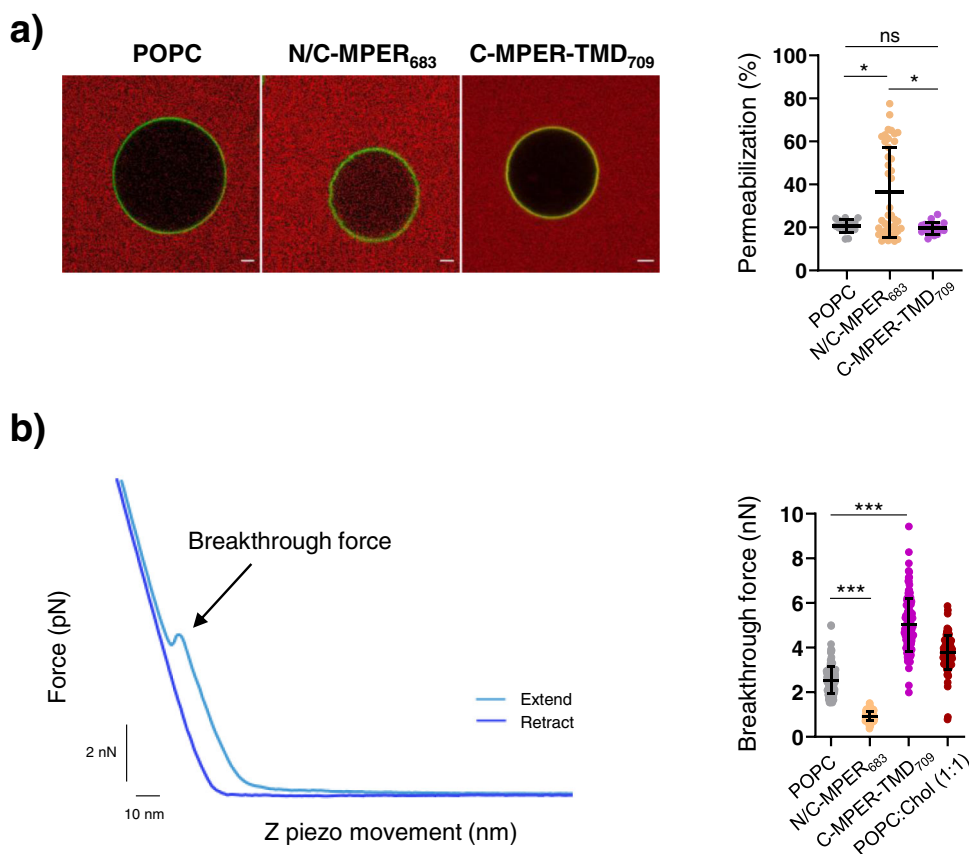 a)
POPC
N/C-MPER₆₈₃
C-MPER-TMD₇₀₉
Permeabilization (%)
100
80
60
40
20
0
ns
*
*
POPC
N/C-MPER₆₈₃
C-MPER-TMD₇₀₉
b)
Force (pN)
Breakthrough force
Extend
Retract
2 nN
10 nm
Z piezo movement (nm)
Breakthrough force (nN)
10
8
6
4
2
0
***
***
POPC
N/C-MPER₆₈₃
C-MPER-TMD₇₀₉
POPC:Chol (1:1)